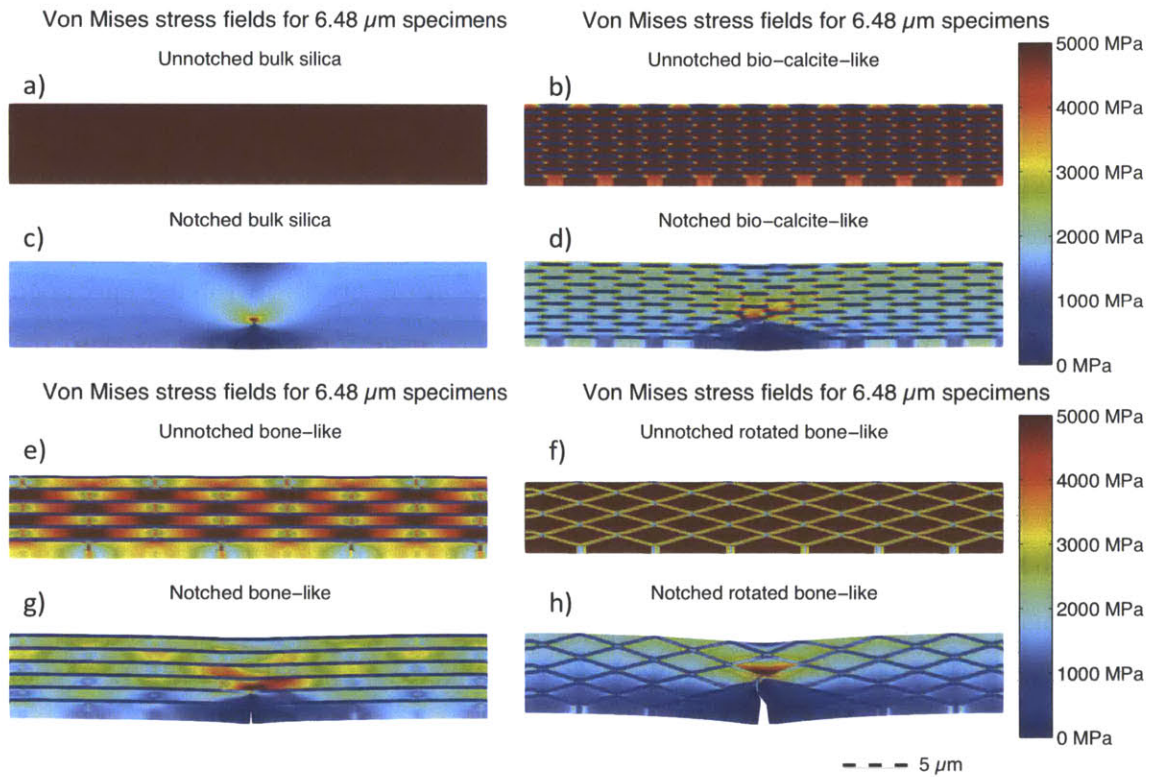 Von Mises stress fields for 6.48 µm specimens
Unnotched bulk silica
a)
Notched bulk silica
c)
Von Mises stress fields for 6.48 µm specimens
Unnotched bio−calcite−like
b)
Notched bio−calcite−like
d)
5000 MPa
4000 MPa
3000 MPa
2000 MPa
1000 MPa
0 MPa
Von Mises stress fields for 6.48 µm specimens
Unnotched bone−like
e)
Notched bone−like
g)
Von Mises stress fields for 6.48 µm specimens
Unnotched rotated bone−like
f)
Notched rotated bone−like
h)
5000 MPa
4000 MPa
3000 MPa
2000 MPa
1000 MPa
0 MPa
5 µm